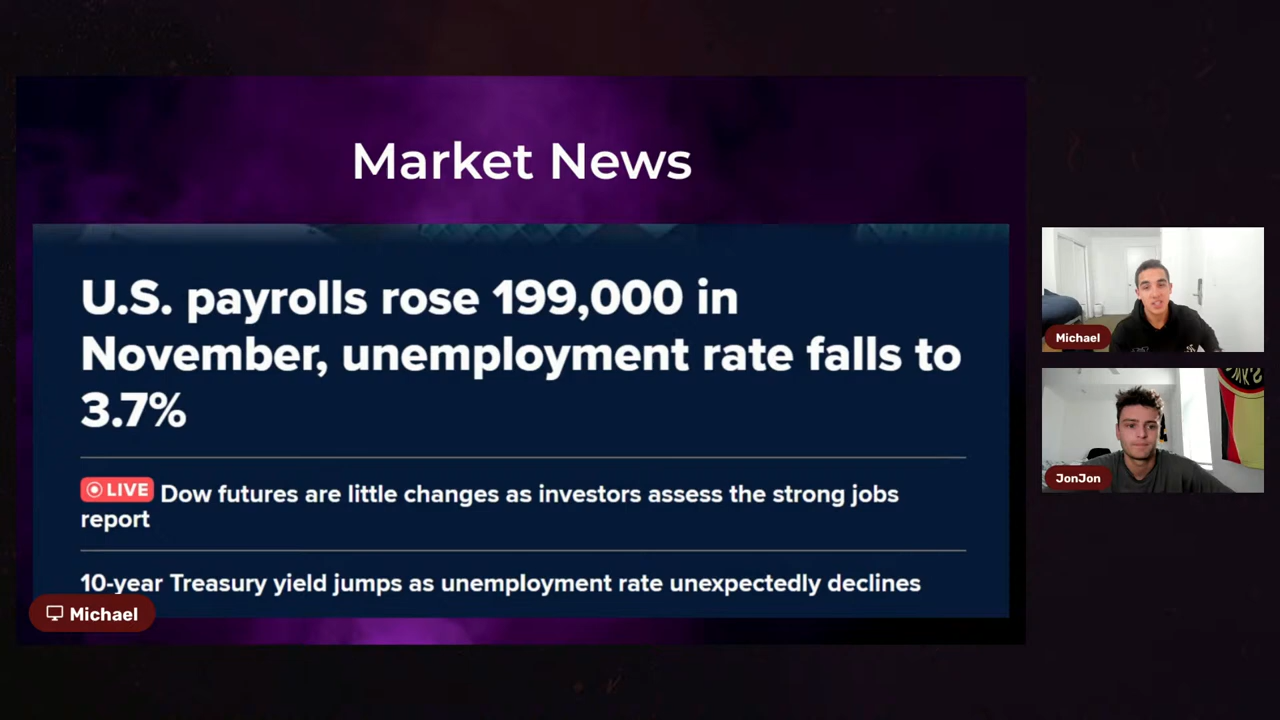 Market News
U.S. payrolls rose 199,000 in
November, unemployment rate falls to
3.7%
LIVE Dow futures are little changes as investors assess the strong jobs
report
10-year Treasury yield jumps as unemployment rate unexpectedly declines
Michael
Michael
JonJon